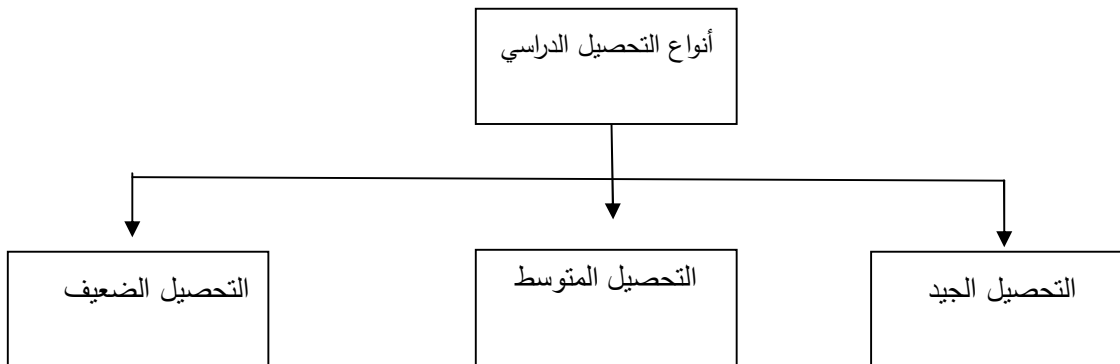 أنواع التحصيل الدراسي
التحصيل الجيد
التحصيل المتوسط
التحصيل الضعيف